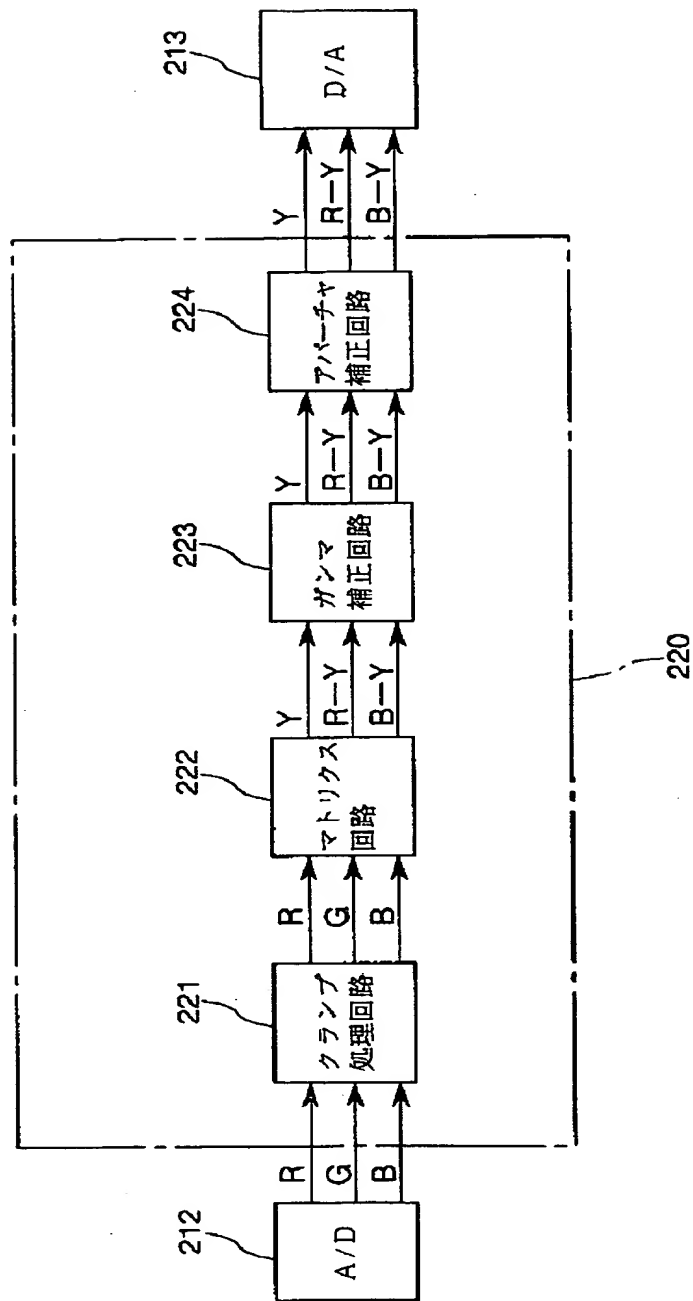 212
A/D
R
G
B
221
クランプ
処理回路
R
G
B
222
マトリクス
回路
Y
R—Y
B—Y
223
ガンマ
補正回路
Y
R—Y
B—Y
224
アパーチャ
補正回路
Y
R—Y
B—Y
213
D/A
220